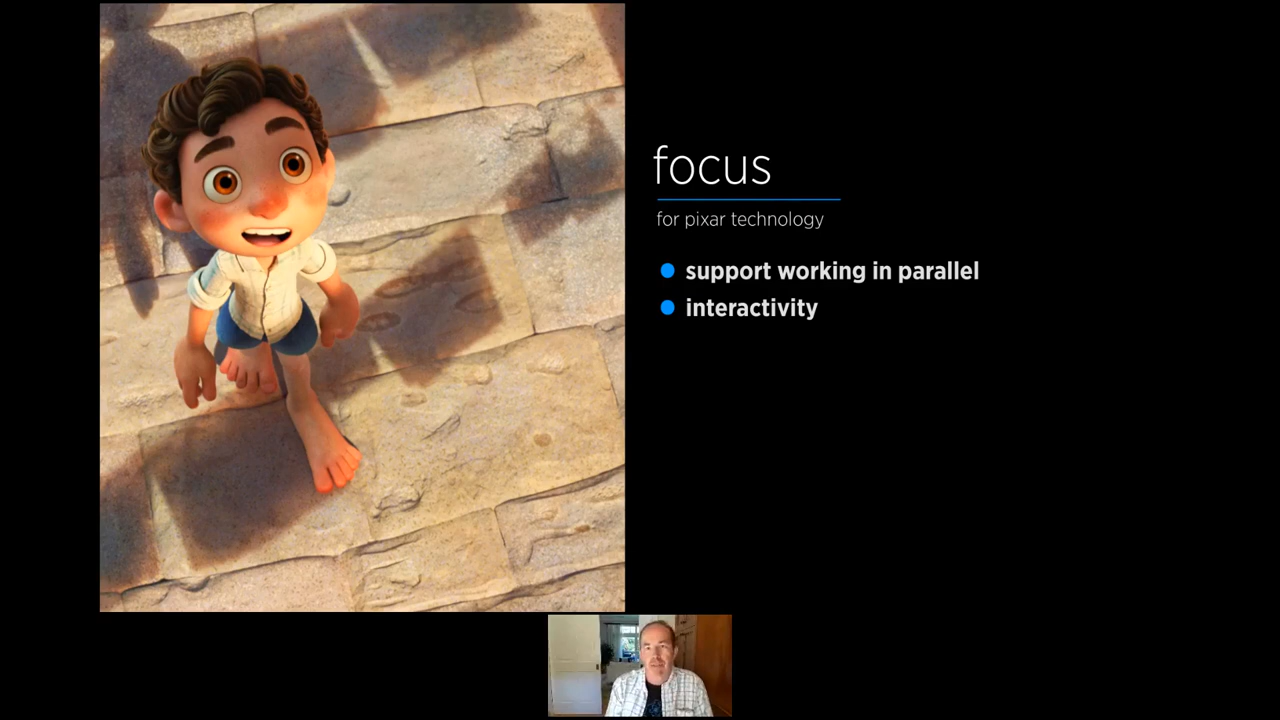 focus
for pixar technology
support working in parallel
interactivity